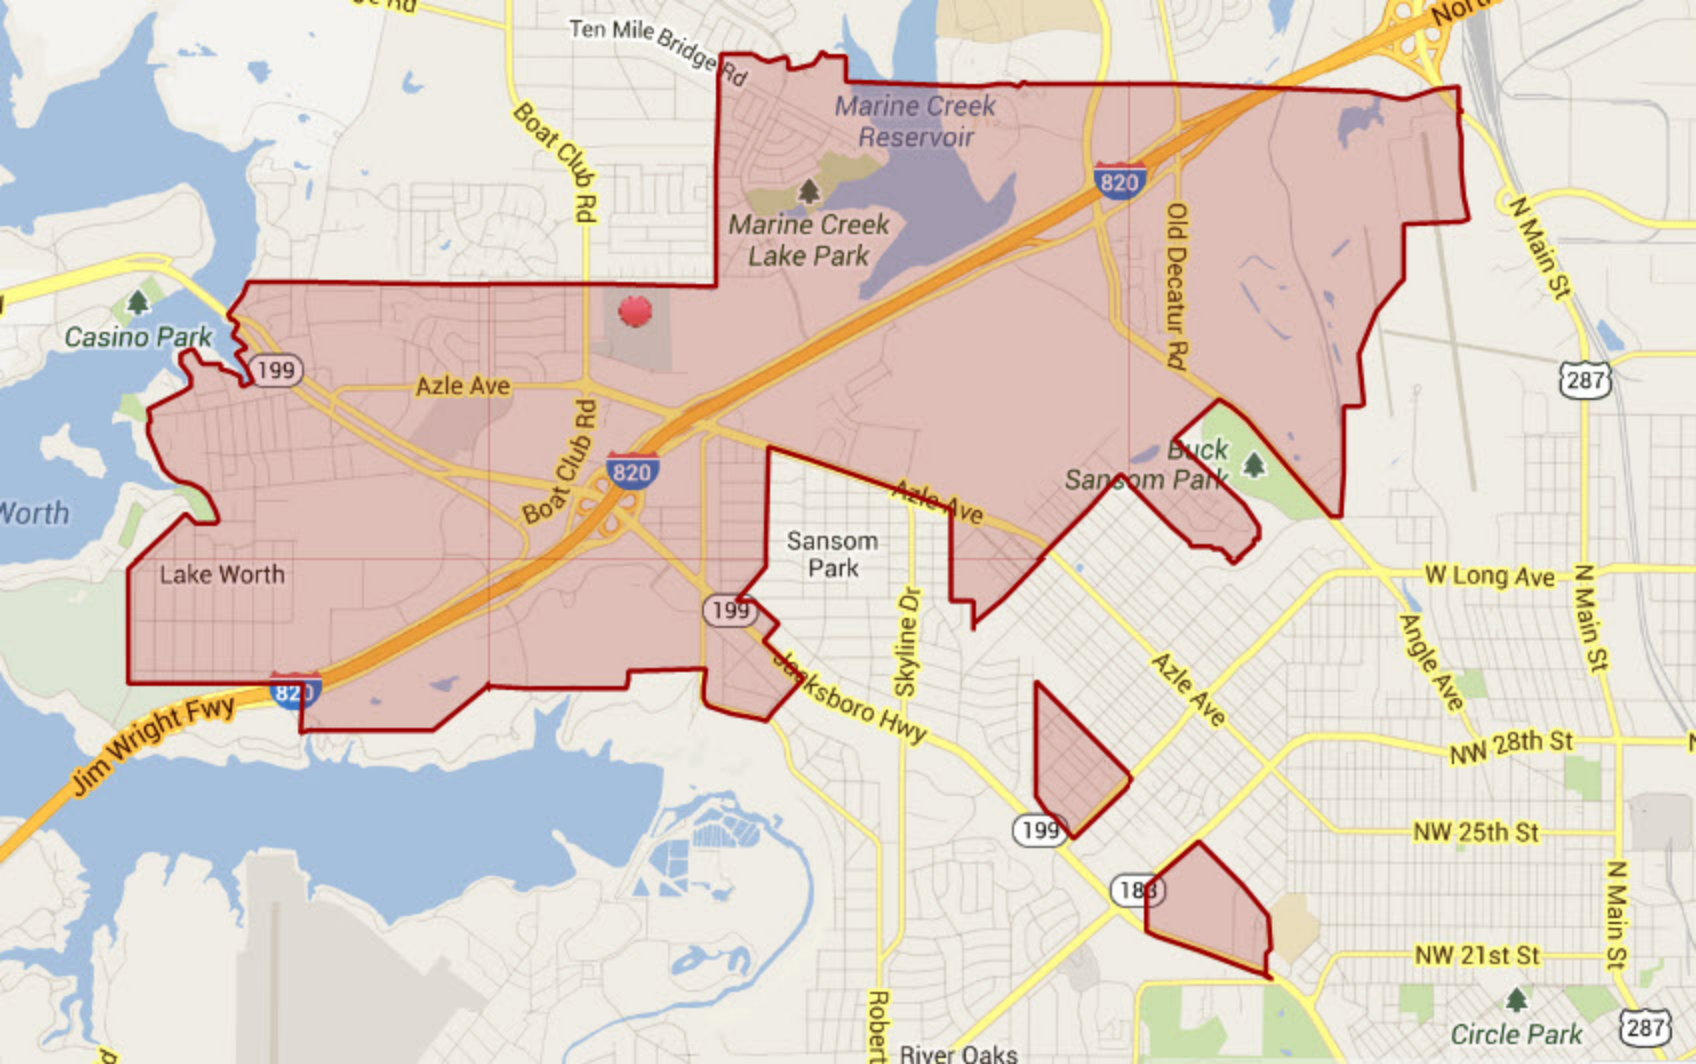 North
Ten Mile Bridge Rd
Boat Club Rd
Marine Creek
Reservoir
820
Marine Creek
Lake Park
Old Decatur Rd
N Main St
Casino Park
199
Azle Ave
287
Boat Club Rd
820
Buck
Sansom Park
Azle Ave
Worth
Sansom
Park
Lake Worth
W Long Ave
199
Skyline Dr
N Main St
Angle Ave
Jacksboro Hwy
Azle Ave
820
Jim Wright Fwy
NW 28th St
N
199
NW 25th St
183
N Main St
NW 21st St
Robert
Circle Park
287
River Oaks